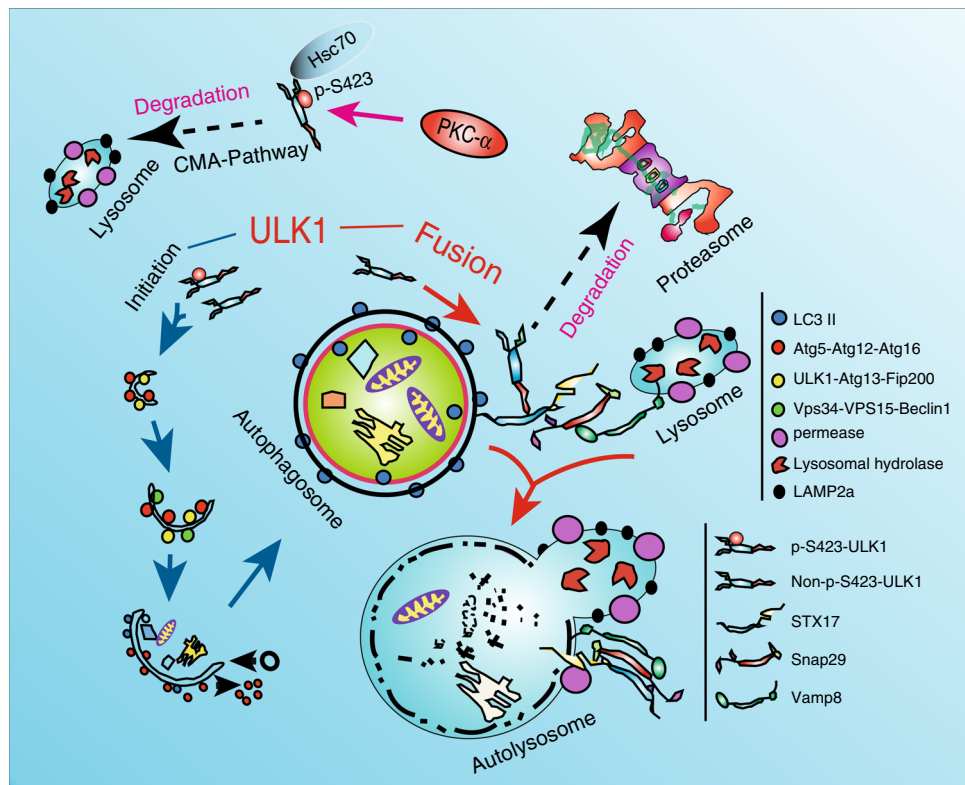 Hsc70
p-S423
Degradation
PKC-α
CMA-Pathway
Lysosome
ULK1
Fusion
Initiation
Degradation
Proteasome
Autophagosome
Lysosome
LC3 II
Atg5-Atg12-Atg16
ULK1-Atg13-Fip200
Vps34-VPS15-Beclin1
permease
Lysosomal hydrolase
LAMP2a
p-S423-ULK1
Non-p-S423-ULK1
STX17
Snap29
Vamp8
Autolysosome